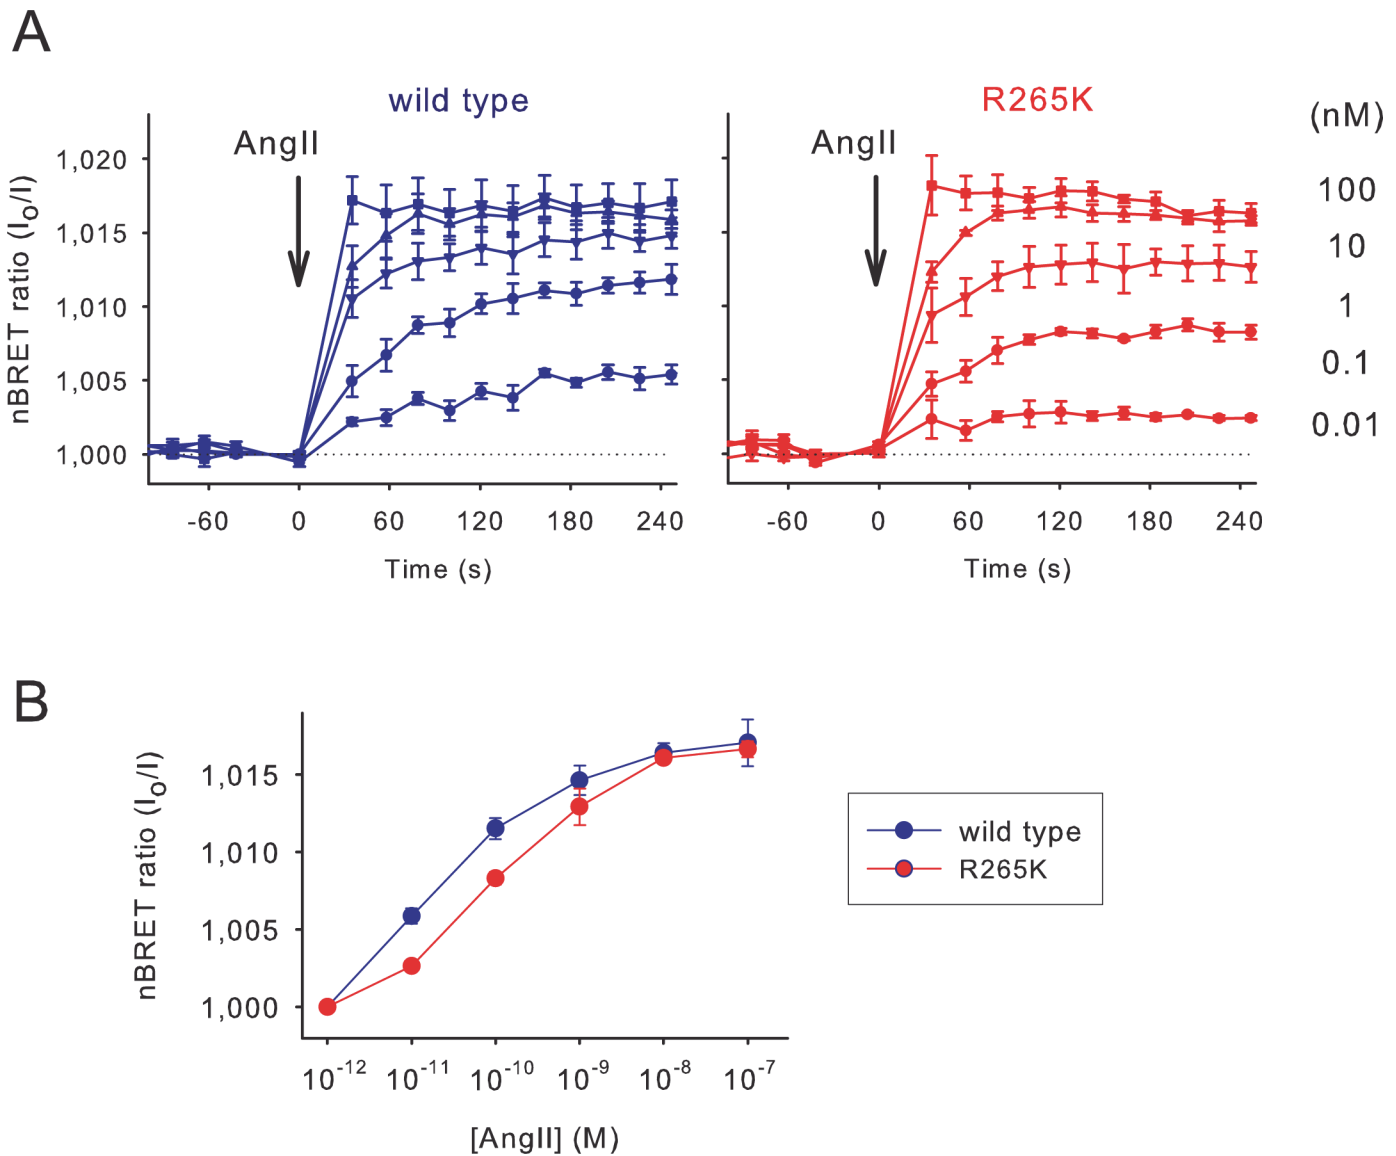 A
wild type
R265K
(nM)
AngII
AngII
nBRET ratio (I₀/I)
1,020
1,015
1,010
1,005
1,000
100
10
1
0.1
0.01
-60 0 60 120 180 240
-60 0 60 120 180 240
Time (s)
Time (s)
B
nBRET ratio (I₀/I)
1,015
1,010
1,005
1,000
wild type
R265K
10⁻¹² 10⁻¹¹ 10⁻¹⁰ 10⁻⁹ 10⁻⁸ 10⁻⁷
[AngII] (M)